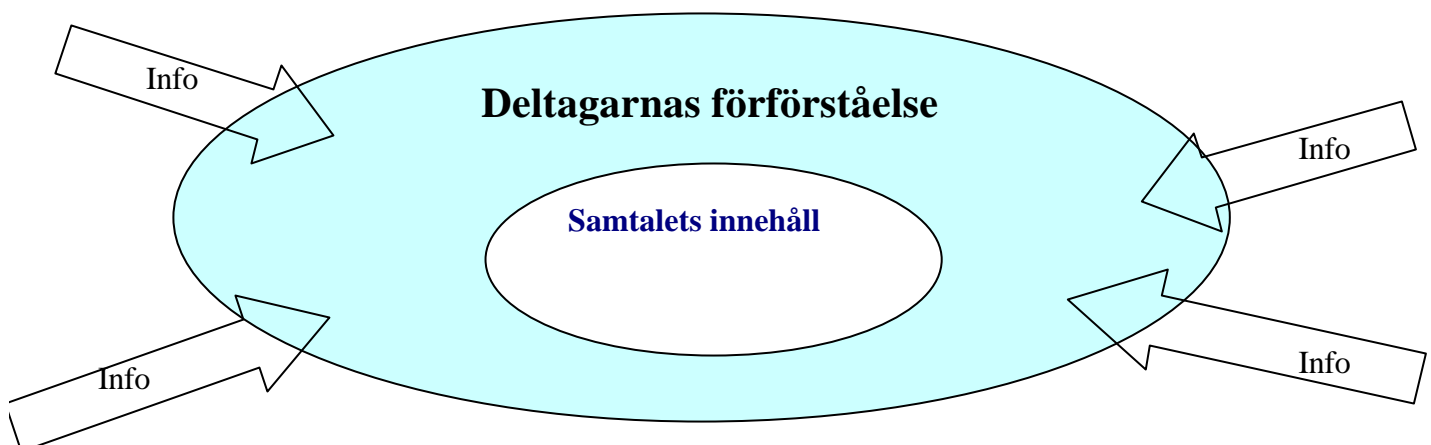 Info
Deltagarnas förförståelse
Info
Samtalets innehåll
Info
Info